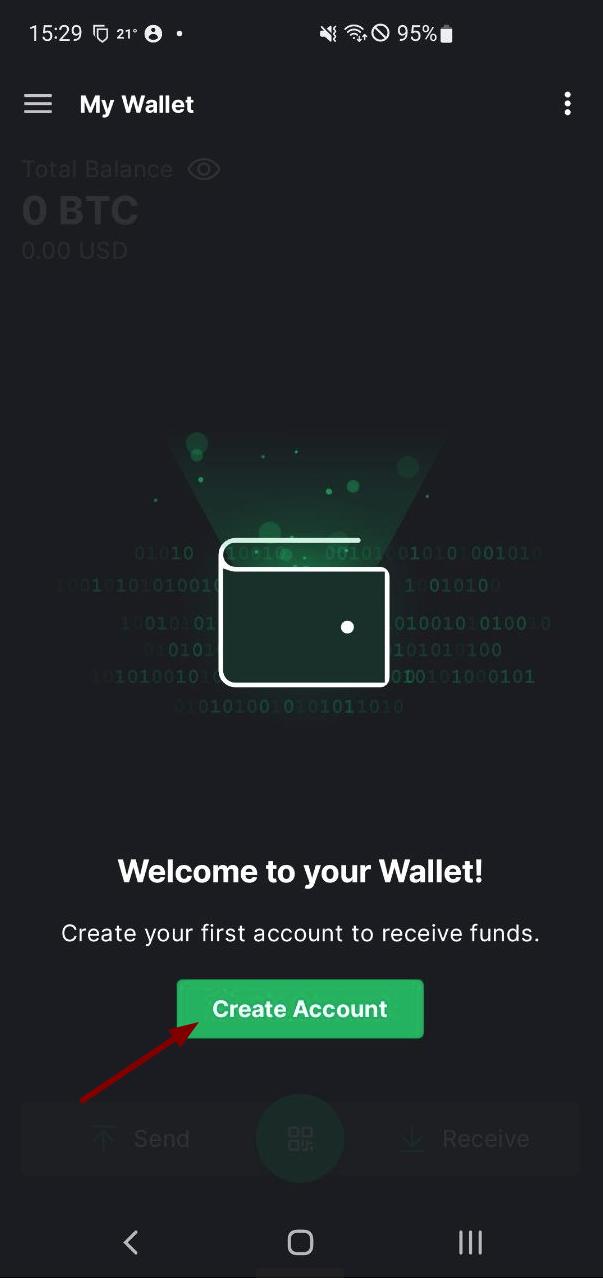 15:29 21° 95%
My Wallet
Total Balance
0 BTC
0.00 USD
Welcome to your Wallet!
Create your first account to receive funds.
Create Account
Send Receive